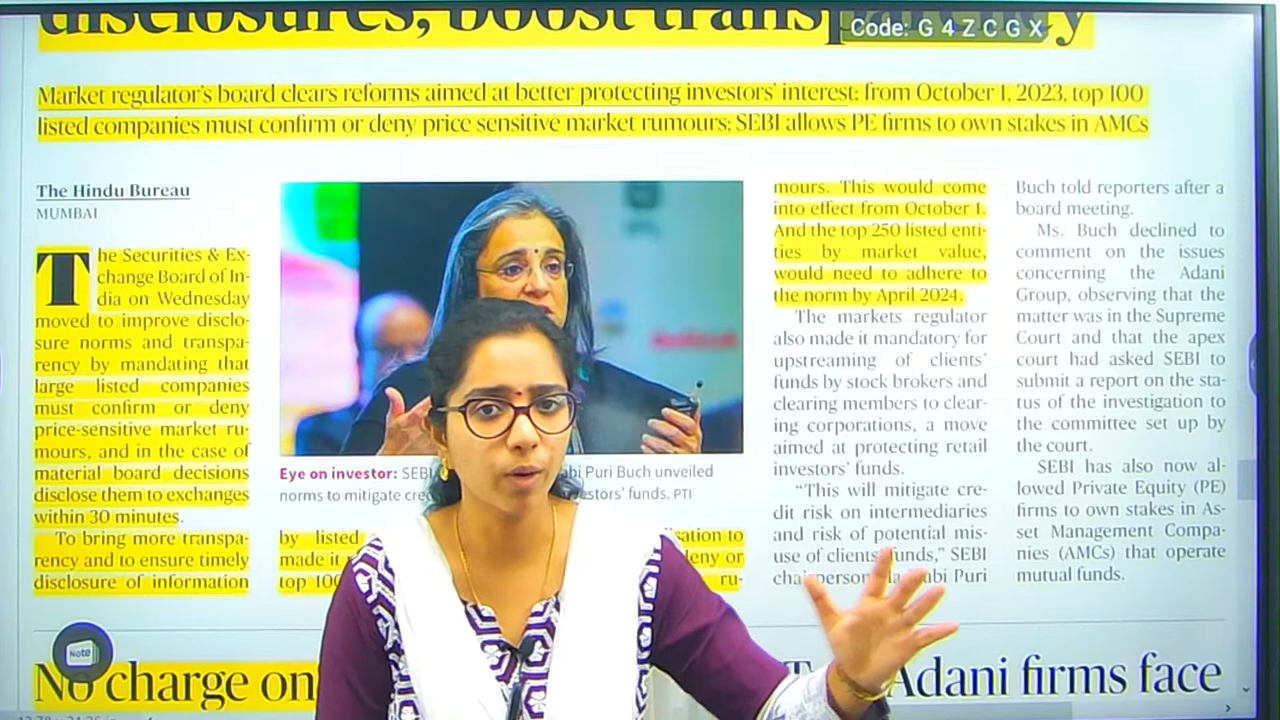 disclosures, boost
Code: G 4 Z C G X
Market regulator's board clears reforms aimed at better protecting investors' interest; from October 1, 2023, top 100
listed companies must confirm or deny price sensitive market rumours; SEBI allows PE firms to own stakes in AMCs
The Hindu Bureau
MUMBAI
The Securities & Ex-
change Board of In-
dia on Wednesday
moved to improve disclo-
sure norms and transpa-
rency by mandating that
large listed companies
must confirm or deny
price-sensitive market ru-
mours, and in the case of
material board decisions
disclose them to exchanges
within 30 minutes.
To bring more transpa-
rency and to ensure timely
disclosure of information
Eye on investor: SEBI Puri Buch unveiled
norms to mitigate funds. PTI
by listed to
made it or
top ru-
mours. This would come
into effect from October 1.
And the top 250 listed enti-
ties by market value,
would need to adhere to
the norm by April 2024.
The markets regulator
also made it mandatory for
upstreaming of clients'
funds by stock brokers and
clearing members to clear-
ing corporations, a move
aimed at protecting retail
investors' funds.
"This will mitigate cre-
dit risk on intermediaries
and risk of potential mis-
use of clients' funds," SEBI
Puri
Buch told reporters after a
board meeting.
Ms. Buch declined to
comment on the issues
concerning the Adani
Group, observing that the
matter was in the Supreme
Court and that the apex
court had asked SEBI to
submit a report on the sta-
tus of the investigation to
the committee set up by
the court.
SEBI has also now al-
lowed Private Equity (PE)
firms to own stakes in As-
set Management Compa-
nies (AMCs) that operate
mutual funds.
Note
No charge on
Adani firms face